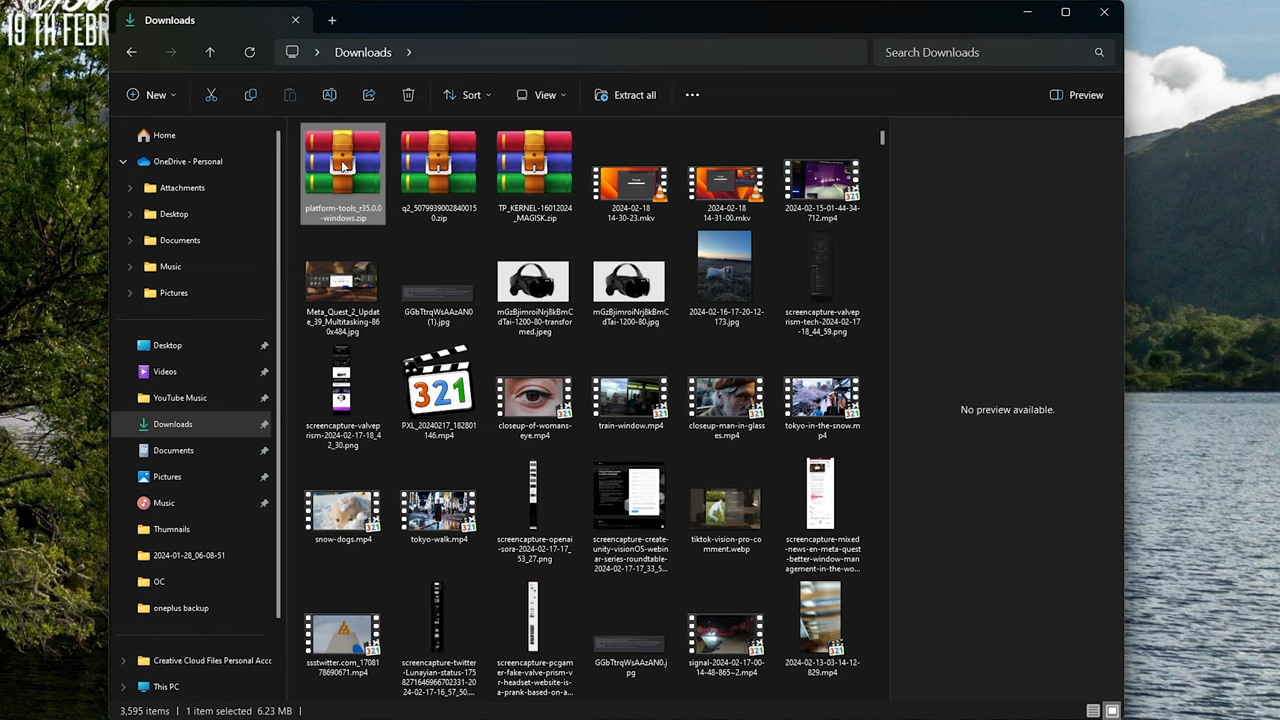 19 TH FEBR
Downloads
Downloads
Search Downloads
New
Sort
View
Extract all
Preview
Home
OneDrive - Personal
Attachments
Desktop
Documents
Music
Pictures
Desktop
Videos
YouTube Music
Downloads
Documents
Pictures
Music
Thumnails
2024-01-28_06-08-51
OC
oneplus backup
Creative Cloud Files Personal Acc
This PC
platform-tools_r35.0.0
-windows.zip
q2_5079939002840015
0.zip
TP_KERNEL-16012024
_MAGISK.zip
2024-02-18
14-30-23.mkv
2024-02-18
14-31-00.mkv
2024-02-15-01-44-34-
712.mp4
Meta_Quest_2_Updat
e_39_Multitasking-86
0x484.jpg
GGbTtrqWsAAzAN0
(1).jpg
mGzBjimroiNrj8kBmC
dTai-1200-80-transfor
med.jpeg
mGzBjimroiNrj8kBmC
dTai-1200-80.jpg
2024-02-16-17-20-12-
173.jpg
screencapture-valvep
rism-tech-2024-02-17
-18_44_59.png
screencapture-valvep
rism-2024-02-17-18_4
2_30.png
321
PXL_20240217_182801
146.mp4
closeup-of-womans-
eye.mp4
train-window.mp4
closeup-man-in-glass
es.mp4
tokyo-in-the-snow.m
p4
snow-dogs.mp4
tokyo-walk.mp4
screencapture-openai
-sora-2024-02-17-17_
53_27.png
screencapture-create-
unity-visionOS-webin
ar-series-roundtable-
2024-02-17-17_33_5...
tiktok-vision-pro-co
mment.webp
screencapture-mixed
-news-en-meta-quest
-better-window-man
agement-in-the-wo...
ssstwitter.com_17081
78690671.mp4
screencapture-twitter
-Lunayian-status-175
8277164696670 2331-20
24-02-16_57_50....
screencapture-pcgam
er-fake-valve-prism-v
r-headset-website-is-
a-prank-based-on-a...
GGbTtrqWsAAzAN0.j
pg
signal-2024-02-17-00-
14-48-865~2.mp4
2024-02-13-03-14-12-
829.mp4
No preview available.
3,595 items
1 item selected 6.23 MB